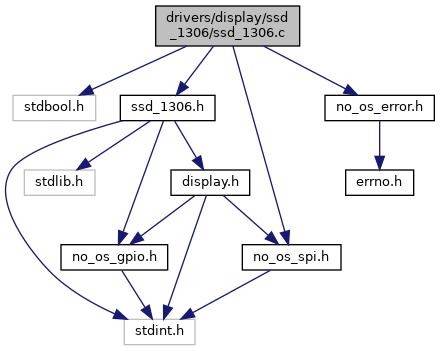 drivers/display/ssd
_1306/ssd_1306.c
stdbool.h
ssd_1306.h
no_os_error.h
stdlib.h
display.h
errno.h
no_os_gpio.h
no_os_spi.h
stdint.h